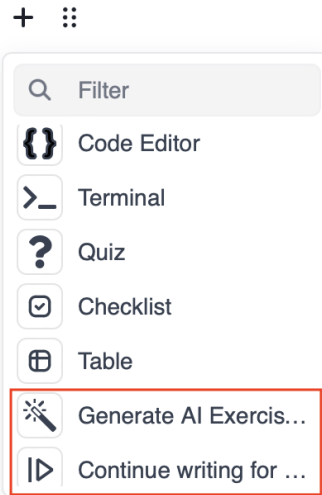 Filter
Code Editor
Terminal
Quiz
Checklist
Table
Generate AI Exercis...
Continue writing for ...